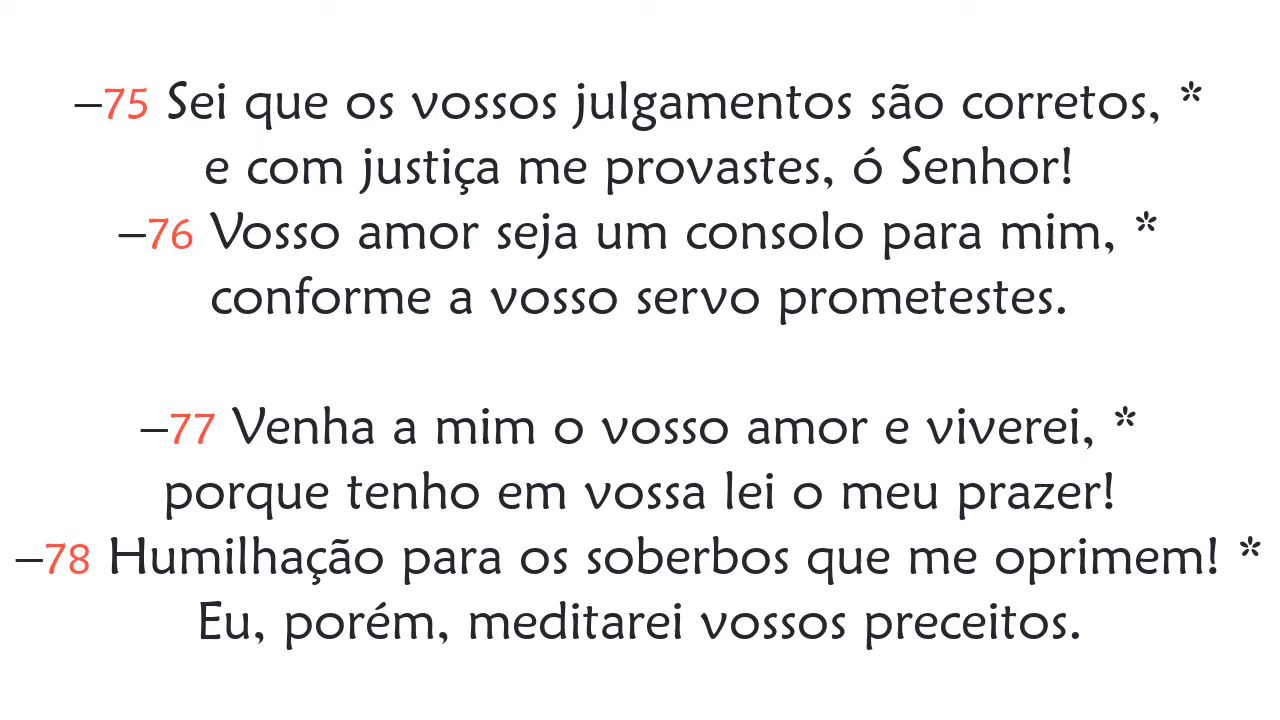 –75 Sei que os vossos julgamentos são corretos, *
e com justiça me provastes, ó Senhor!
–76 Vosso amor seja um consolo para mim, *
conforme a vosso servo prometestes.
–77 Venha a mim o vosso amor e viverei, *
porque tenho em vossa lei o meu prazer!
–78 Humilhação para os soberbos que me oprimem! *
Eu, porém, meditarei vossos preceitos.